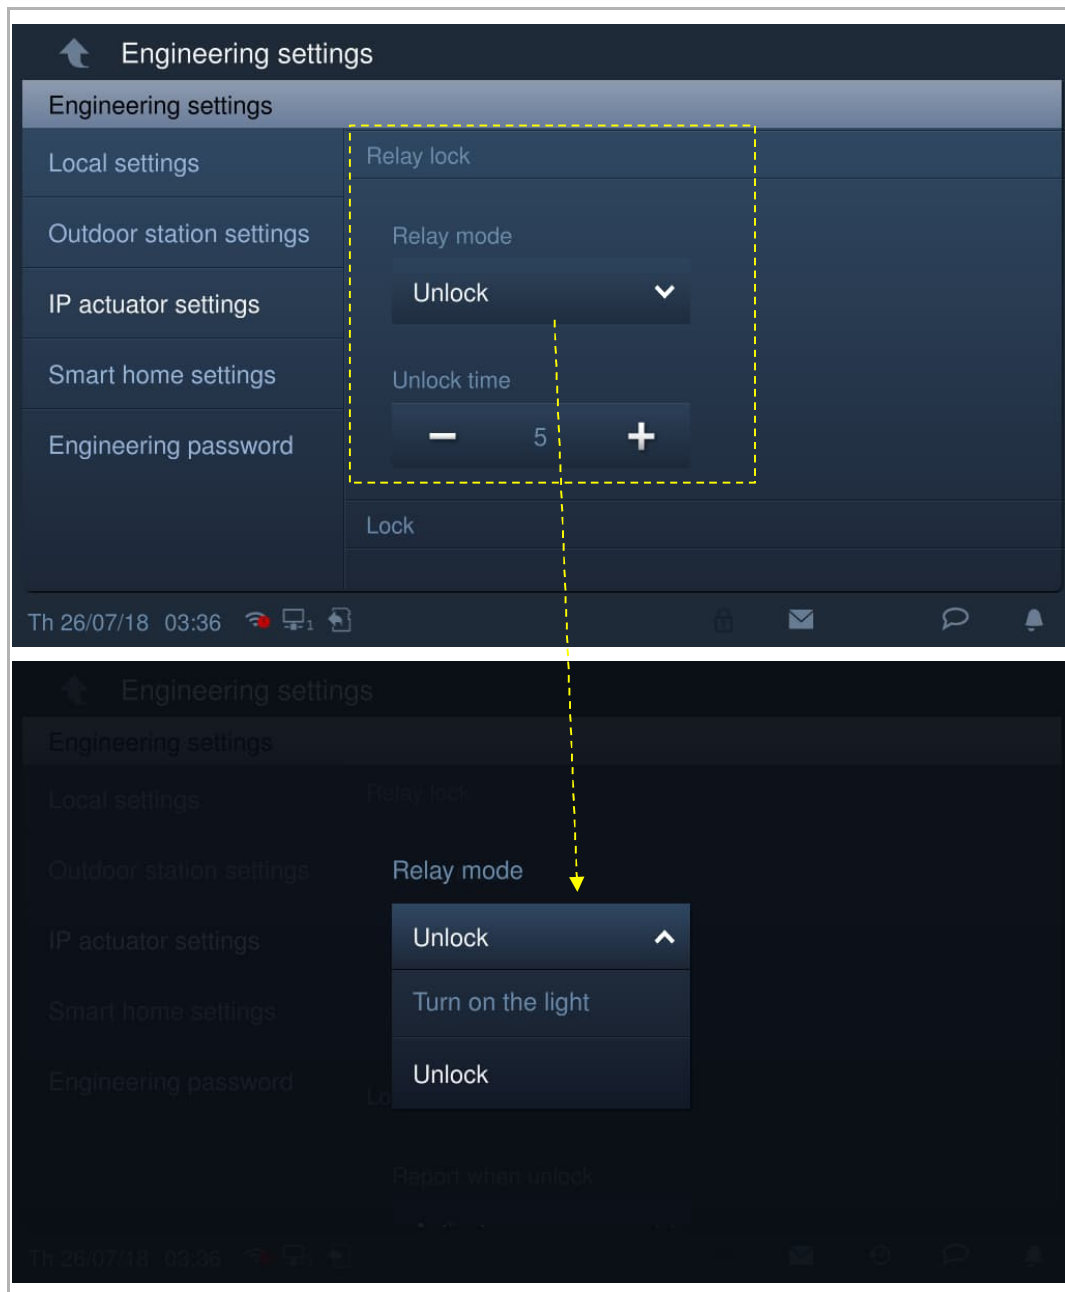 Engineering settings
Engineering settings
Local settings
Relay lock
Outdoor station settings
Relay mode
Unlock
IP actuator settings
Smart home settings
Unlock time
5
Engineering password
Lock
Th 26/07/18 03:36
1
Engineering settings
Engineering settings
Local settings
Relay lock
Outdoor station settings
Relay mode
Unlock
IP actuator settings
Turn on the light
Smart home settings
Unlock
Engineering password
Lo
Report when unlock
Th 26/07/18 03:36